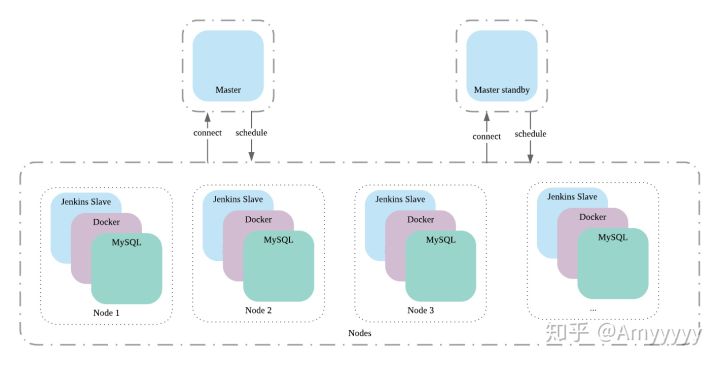 Master
Master standby
connect
schedule
connect
schedule
Jenkins Slave
Docker
MySQL
Node 1
Jenkins Slave
Docker
MySQL
Node 2
Jenkins Slave
Docker
MySQL
Node 3
Jenkins Slave
Docker
MySQL
...
Nodes
知乎 @Amyyyyy